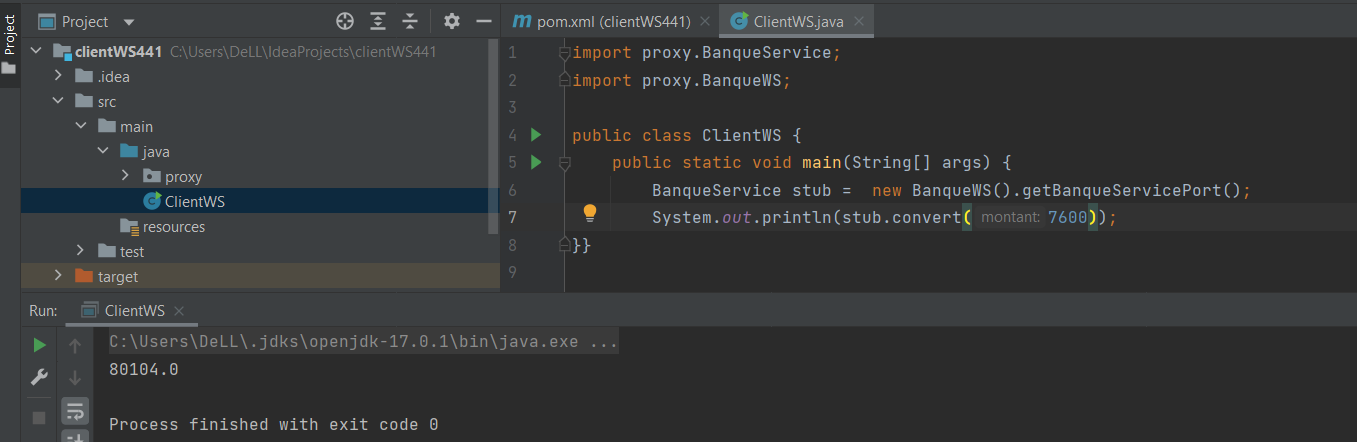 Project
Project
clientWS441 C:\Users\DeLL\IdeaProjects\clientWS441
.idea
src
main
java
proxy
ClientWS
resources
test
target
m pom.xml (clientWS441)
C ClientWS.java
1 import proxy.BanqueService;
2 import proxy.BanqueWS;
3
4 public class ClientWS {
5 public static void main(String[] args) {
6 BanqueService stub = new BanqueWS().getBanqueServicePort();
7 System.out.println(stub.convert( montant: 7600));
8 }}
9
Run: ClientWS
C:\Users\DeLL\.jdks\openjdk-17.0.1\bin\java.exe ...
80104.0
Process finished with exit code 0